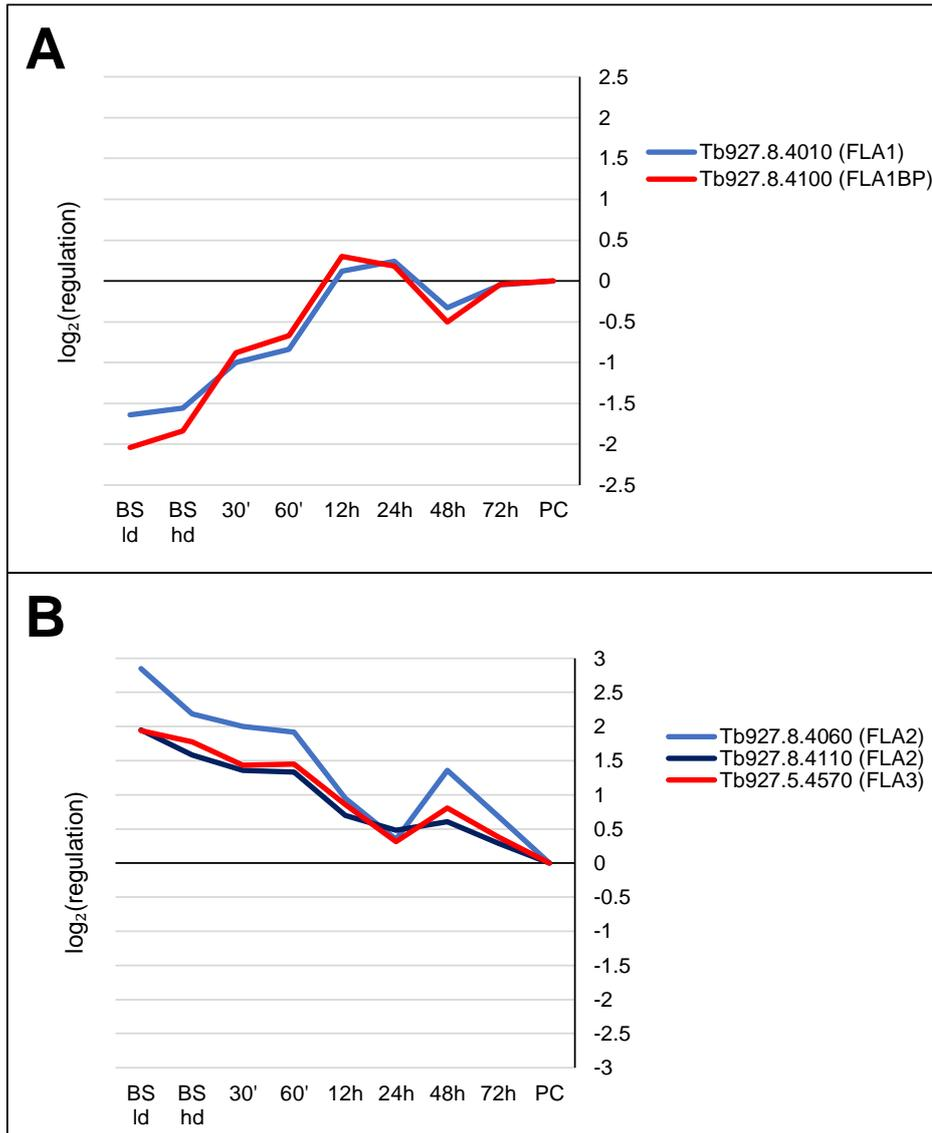 A
2.5
2
1.5
1
0.5
0
-0.5
-1
-1.5
-2
-2.5
log₂(regulation)
Tb927.8.4010 (FLA1)
Tb927.8.4100 (FLA1BP)
BS ld
BS hd
30'
60'
12h
24h
48h
72h
PC
B
3
2.5
2
1.5
1
0.5
0
-0.5
-1
-1.5
-2
-2.5
-3
log₂(regulation)
Tb927.8.4060 (FLA2)
Tb927.8.4110 (FLA2)
Tb927.5.4570 (FLA3)
BS ld
BS hd
30'
60'
12h
24h
48h
72h
PC